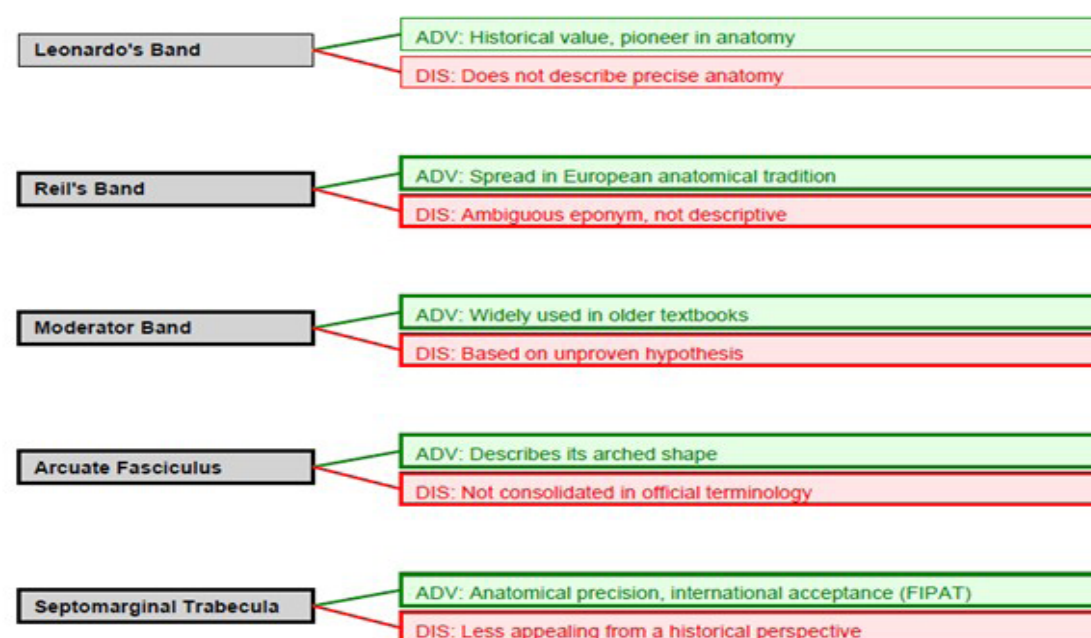 Leonardo's Band
ADV: Historical value, pioneer in anatomy
DIS: Does not describe precise anatomy
Reil's Band
ADV: Spread in European anatomical tradition
DIS: Ambiguous eponym, not descriptive
Moderator Band
ADV: Widely used in older textbooks
DIS: Based on unproven hypothesis
Arcuate Fasciculus
ADV: Describes its arched shape
DIS: Not consolidated in official terminology
Septomarginal Trabecula
ADV: Anatomical precision, international acceptance (FIPAT)
DIS: Less appealing from a historical perspective